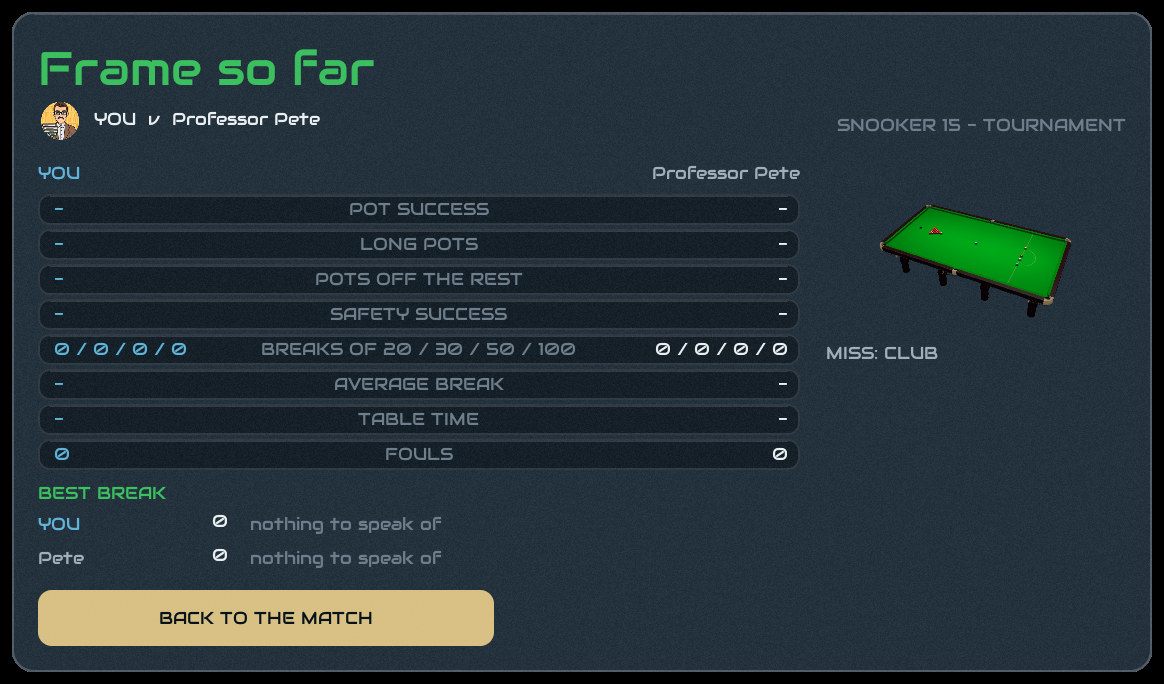 Frame so far
YOU v Professor Pete
SNOOKER 15 - TOURNAMENT
YOU Professor Pete
- POT SUCCESS -
- LONG POTS -
- POTS OFF THE REST -
- SAFETY SUCCESS -
0 / 0 / 0 / 0 BREAKS OF 20 / 30 / 50 / 100 0 / 0 / 0 / 0
MISS: CLUB
- AVERAGE BREAK -
- TABLE TIME -
0 FOULS 0
BEST BREAK
YOU 0 nothing to speak of
Pete 0 nothing to speak of
BACK TO THE MATCH